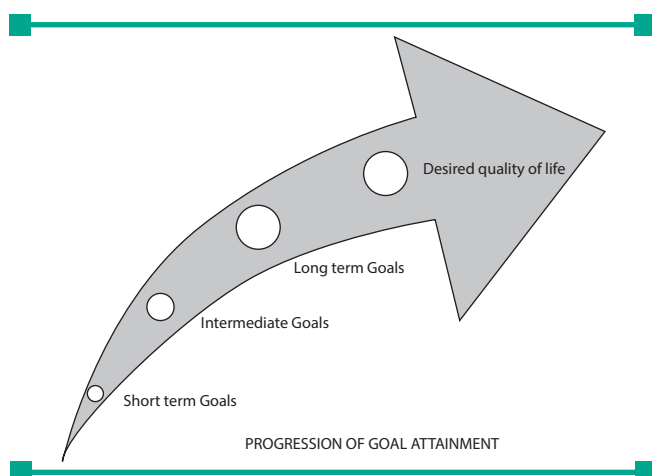 Desired quality of life
Long term Goals
Intermediate Goals
Short term Goals
PROGRESSION OF GOAL ATTAINMENT